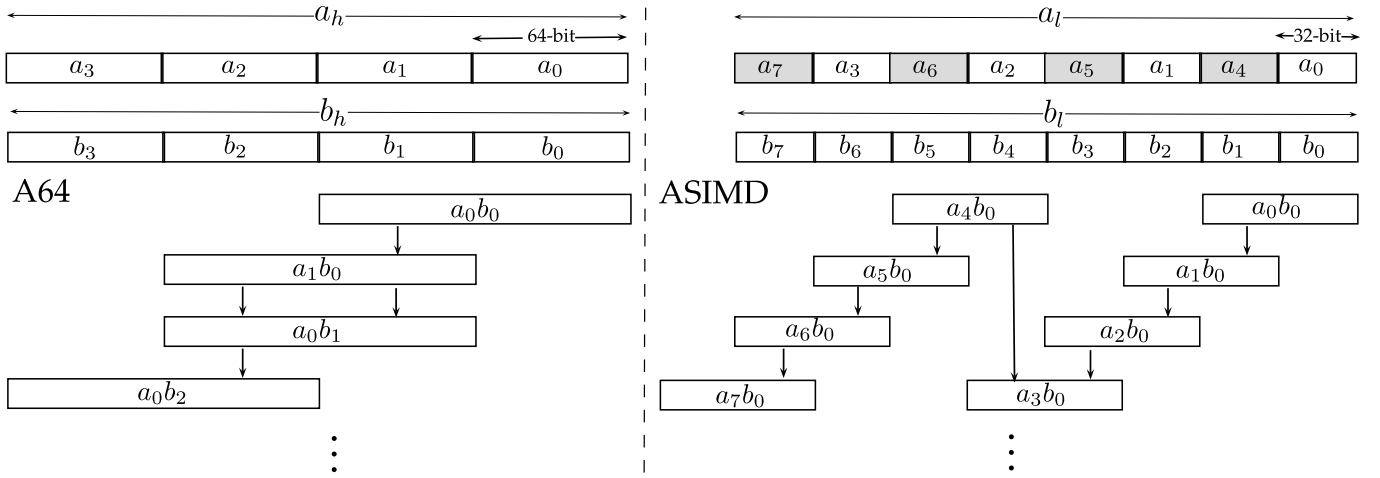 a_h a_l
64-bit 32-bit
a_3 a_2 a_1 a_0 a_7 a_3 a_6 a_2 a_5 a_1 a_4 a_0
b_h b_l
b_3 b_2 b_1 b_0 b_7 b_6 b_5 b_4 b_3 b_2 b_1 b_0
A64 ASIMD
a_0b_0 a_4b_0 a_0b_0
a_1b_0 a_5b_0 a_1b_0
a_0b_1 a_6b_0 a_2b_0
a_0b_2 a_7b_0 a_3b_0
⋮ ⋮